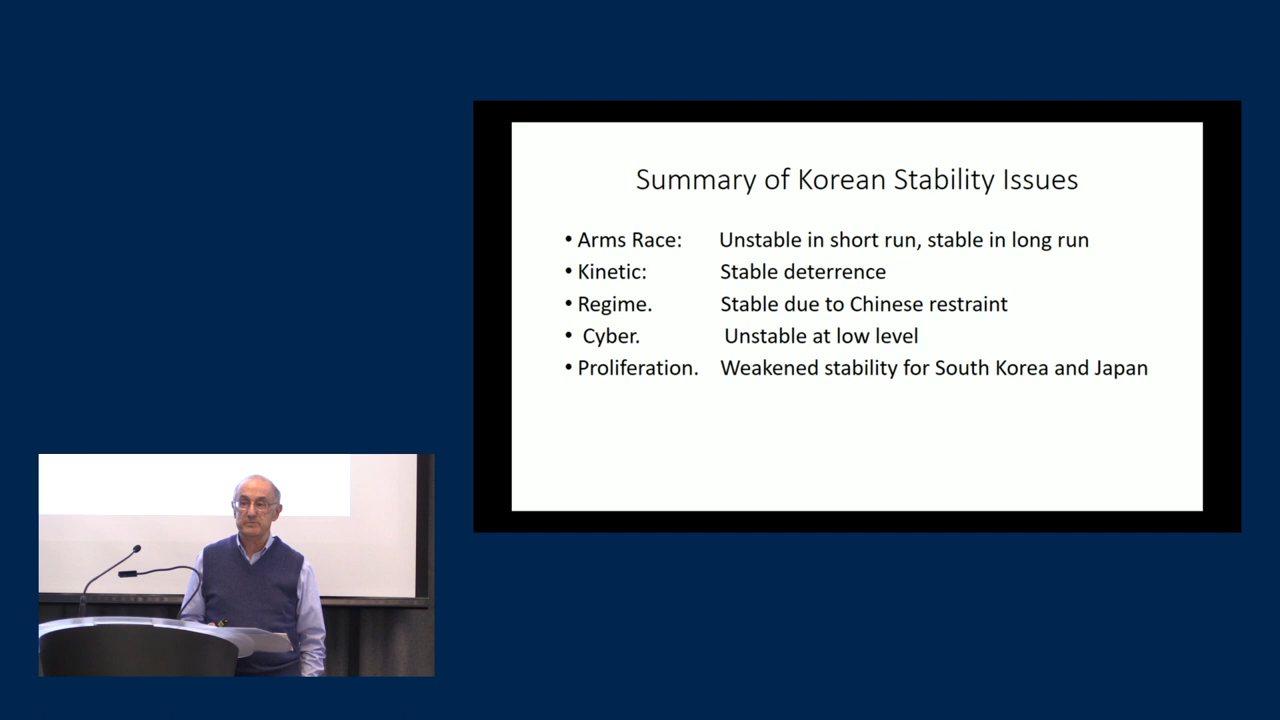 Summary of Korean Stability Issues
• Arms Race: Unstable in short run, stable in long run
• Kinetic: Stable deterrence
• Regime. Stable due to Chinese restraint
• Cyber. Unstable at low level
• Proliferation. Weakened stability for South Korea and Japan